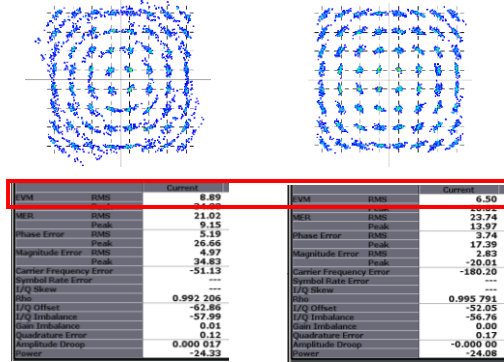 Current
EVM RMS 8.89
Peak
MER RMS 21.02
Peak 9.15
Phase Error RMS 5.19
Peak 26.66
Magnitude Error RMS 4.97
Peak 34.83
Carrier Frequency Error -51.13
Symbol Rate Error ---
I/Q Skew ---
Rho 0.992 206
I/Q Offset -62.86
I/Q Imbalance -57.99
Gain Imbalance 0.01
Quadrature Error 0.12
Amplitude Droop 0.000 017
Power -24.33
Current
EVM RMS 6.50
MER RMS 23.74
Peak 13.97
Phase Error RMS 3.74
Peak 17.39
Magnitude Error RMS 2.83
Peak -20.01
Carrier Frequency Error -180.20
Symbol Rate Error ---
I/Q Skew ---
Rho 0.995 791
I/Q Offset -52.05
I/Q Imbalance -56.76
Gain Imbalance 0.00
Quadrature Error 0.17
Amplitude Droop -0.000 00
Power -24.0